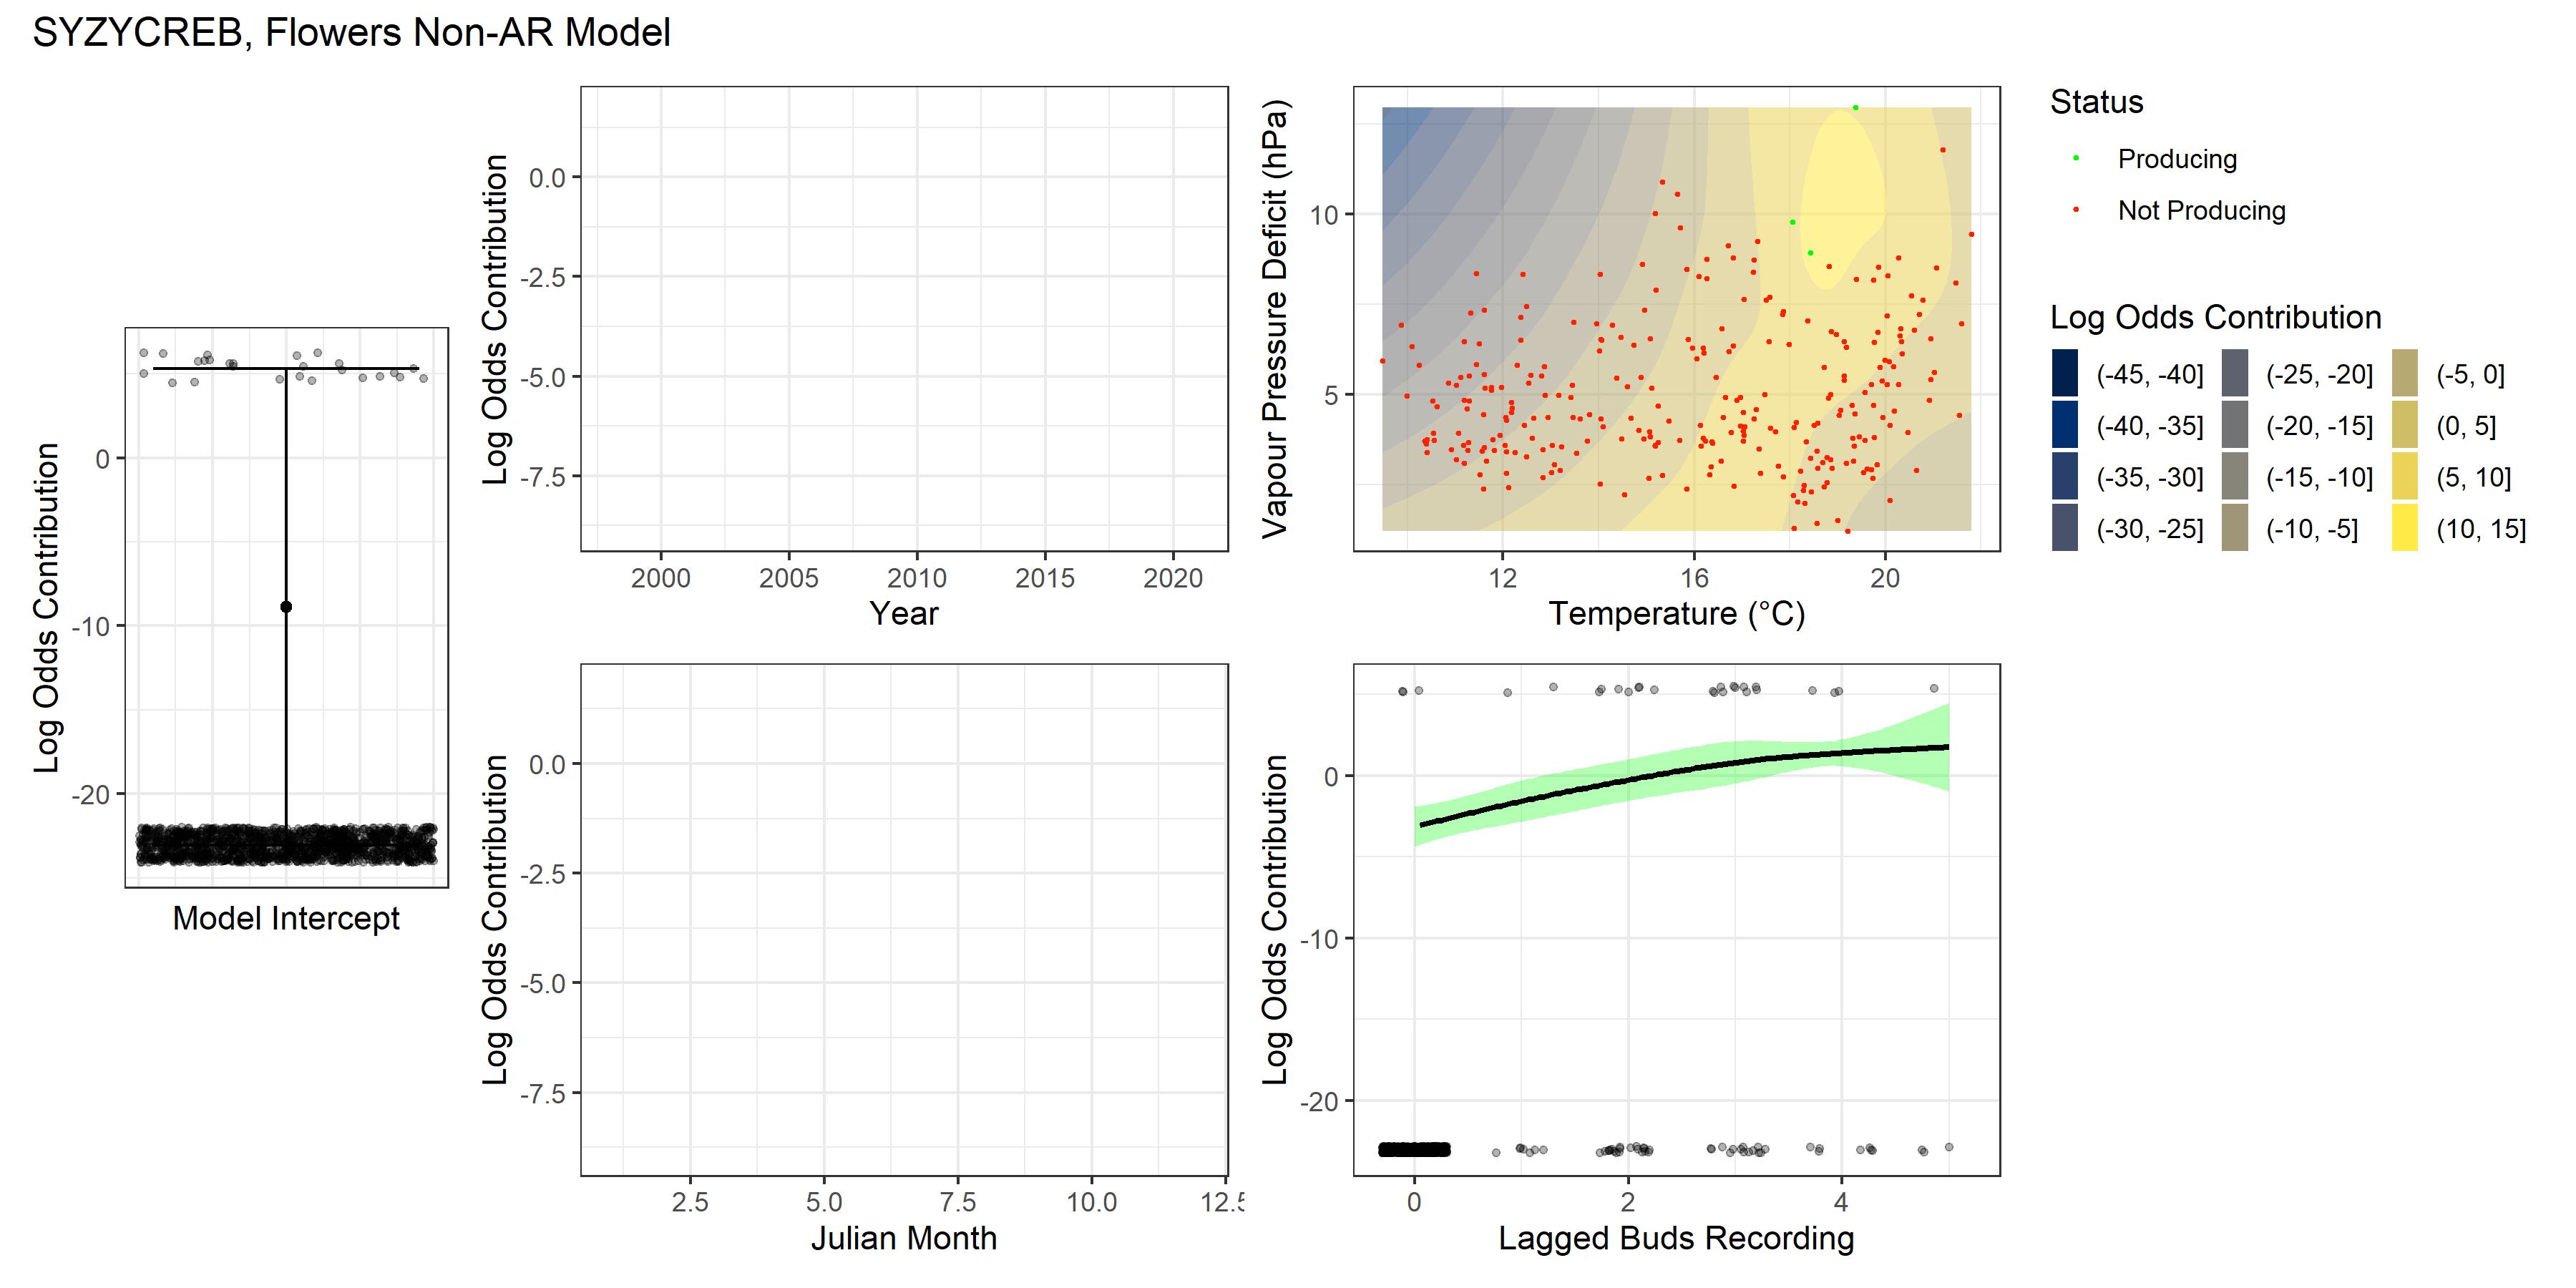 SYZYCREB, Flowers Non-AR Model
Log Odds Contribution
0
-10
-20
Model Intercept
Log Odds Contribution
0.0
-2.5
-5.0
-7.5
2000 2005 2010 2015 2020
Year
Vapour Pressure Deficit (hPa)
10
5
12 16 20
Temperature (°C)
Status
Producing
Not Producing
Log Odds Contribution
(-45, -40] (-25, -20] (-5, 0]
(-40, -35] (-20, -15] (0, 5]
(-35, -30] (-15, -10] (5, 10]
(-30, -25] (-10, -5] (10, 15]
Log Odds Contribution
0.0
-2.5
-5.0
-7.5
2.5 5.0 7.5 10.0 12.5
Julian Month
Log Odds Contribution
0
-10
-20
0 2 4
Lagged Buds Recording